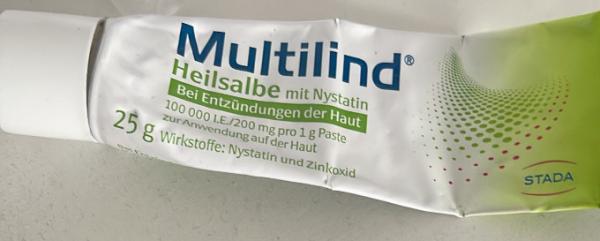 Multilind®
Heilsalbe mit Nystatin
Bei Entzündungen der Haut
100 000 I.E./200 mg pro 1 g Paste
zur Anwendung auf der Haut
25 g Wirkstoffe: Nystatin und Zinkoxid
STADA